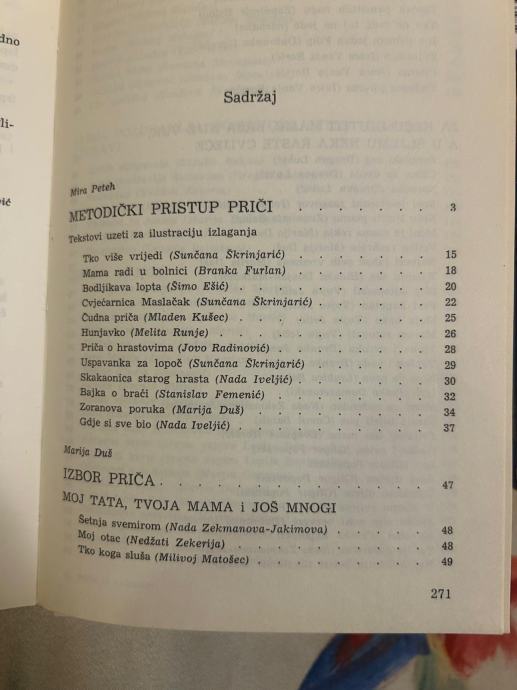 dno
li-
Sadržaj
Mira Peteh
METODIČKI PRISTUP PRIČI . . . . . . . . . 3
Tekstovi uzeti za ilustraciju izlaganja
Tko više vrijedi (Sunčana Škrinjarić) . . . . . . . 15
Mama radi u bolnici (Branka Furlan) . . . . . . . 18
Bodljikava lopta (Šimo Ešić) . . . . . . . . . 20
Cvjećarnica Maslačak (Sunčana Škrinjarić) . . . . . 22
Čudna priča (Mladen Kušec) . . . . . . . . . 25
Hunjavko (Melita Runje) . . . . . . . . . . 26
Priča o hrastovima (Jovo Radinović) . . . . . . . 28
Uspavanka za lopoč (Sunčana Škrinjarić) . . . . . . 29
Skakaonica starog hrasta (Nada Iveljić) . . . . . . 30
Bajka o braći (Stanislav Femenić) . . . . . . . . 32
Zoranova poruka (Marija Duš) . . . . . . . . 34
Gdje si sve bio (Nada Iveljić) . . . . . . . . . 37
Marija Duš
IZBOR PRIČA . . . . . . . . . . . . . 47
MOJ TATA, TVOJA MAMA i JOŠ MNOGI
Šetnja svemirom (Nada Zekmanova-Jakimova) . . . . 48
Moj otac (Nedžati Zekerija) . . . . . . . . . 48
Tko koga sluša (Milivoj Matošec) . . . . . . . . 49
271